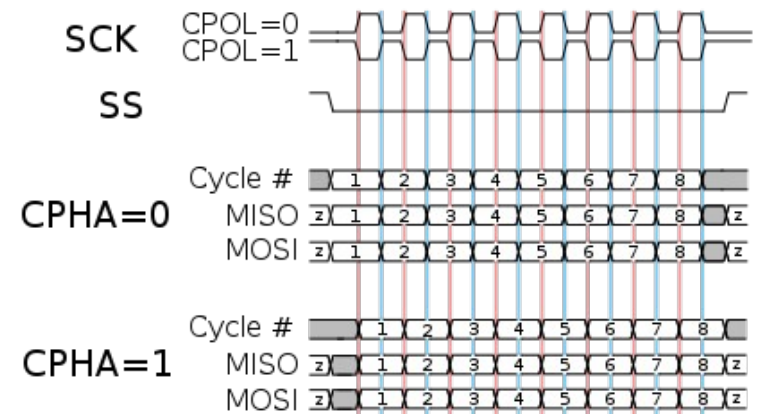 SCK CPOL=0
CPOL=1
SS
Cycle # 1 2 3 4 5 6 7 8
CPHA=0 MISO z 1 2 3 4 5 6 7 8 z
MOSI z 1 2 3 4 5 6 7 8 z
Cycle # 1 2 3 4 5 6 7 8
CPHA=1 MISO z 1 2 3 4 5 6 7 8 z
MOSI z 1 2 3 4 5 6 7 8 z